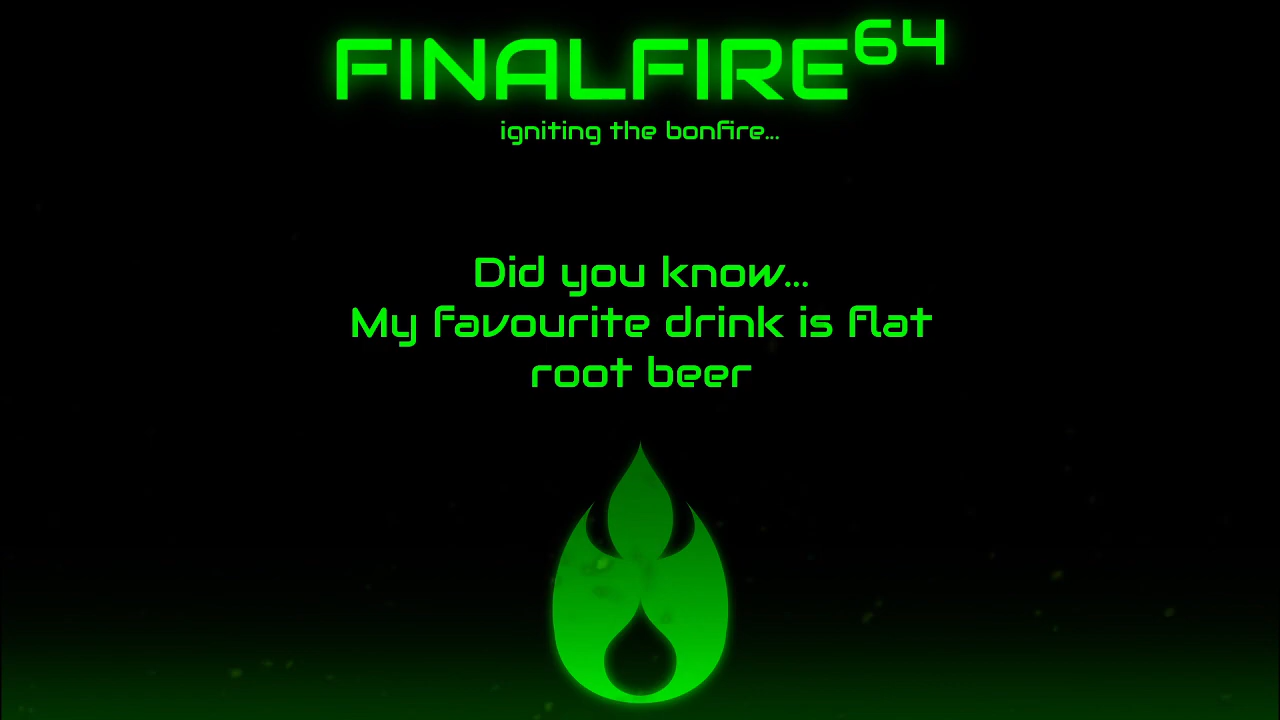 FINALFIRE⁶⁴
igniting the bonfire...
Did you know...
My favourite drink is flat
root beer